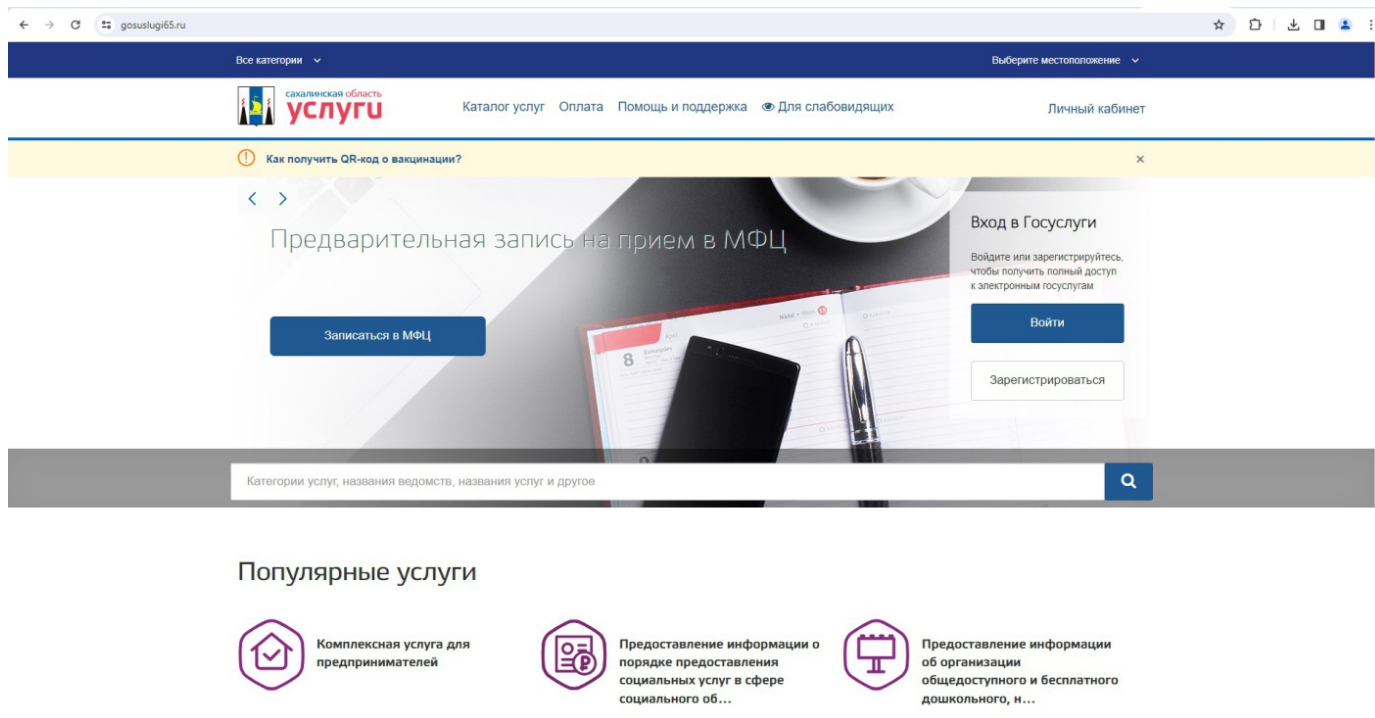 gosuslugi65.ru
Все категории
Выберите местоположение
сахалинская область
услуги
Каталог услуг Оплата Помощь и поддержка Для слабовидящих
Личный кабинет
Как получить QR-код о вакцинации?
Предварительная запись на прием в МФЦ
Записаться в МФЦ
8
Вход в Госуслуги
Войдите или зарегистрируйтесь,
чтобы получить полный доступ
к электронным госуслугам
Войти
Зарегистрироваться
Категории услуг, названия ведомств, названия услуг и другое
Популярные услуги
Комплексная услуга для
предпринимателей
Предоставление информации о
порядке предоставления
социальных услуг в сфере
социального об...
Предоставление информации
об организации
общедоступного и бесплатного
дошкольного, н...